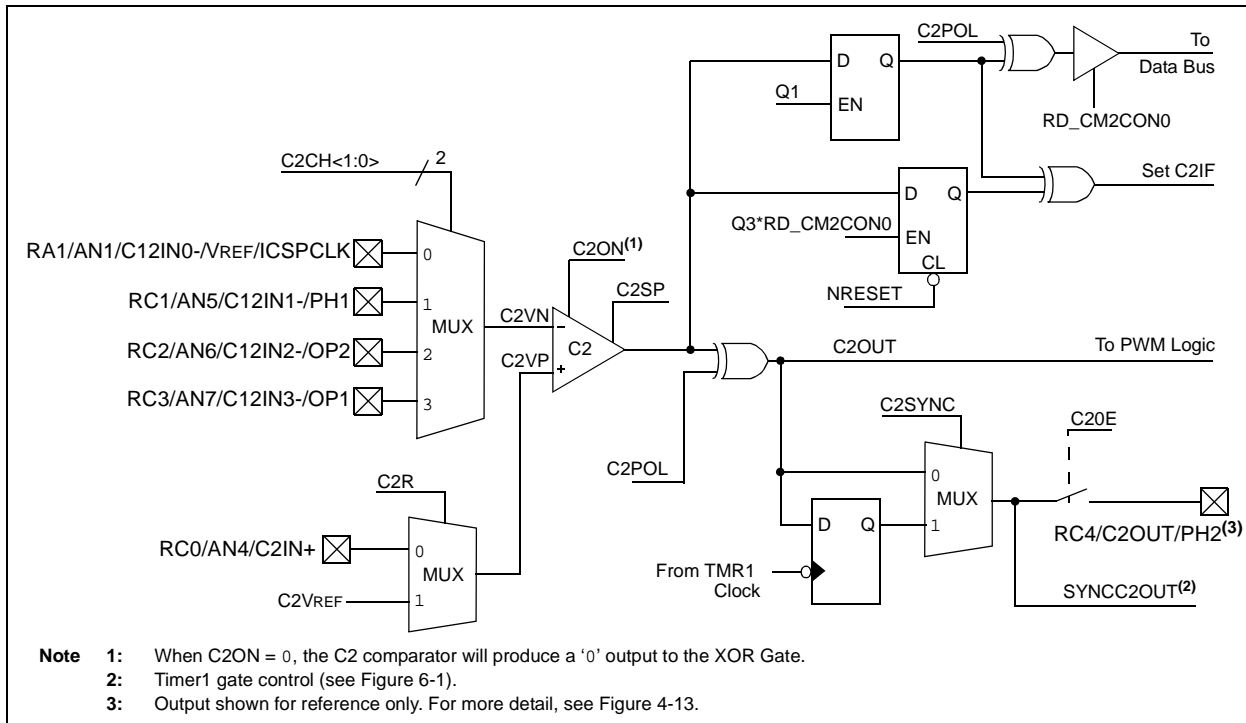 C2POL
To
Data Bus
D Q
Q1
EN
RD_CM2CON0
C2CH<1:0>
2
Set C2IF
D Q
Q3*RD_CM2CON0
EN
CL
NRESET
RA1/AN1/C12IN0-/VREF/ICSPCLK
0
RC1/AN5/C12IN1-/PH1
1
MUX
RC2/AN6/C12IN2-/OP2
2
RC3/AN7/C12IN3-/OP1
3
C2ON(1)
C2SP
C2VN
–
C2
C2VP
+
C2OUT
To PWM Logic
C2POL
C2SYNC
C20E
0
MUX
1
D Q
From TMR1
Clock
RC4/C2OUT/PH2(3)
SYNCC2OUT(2)
C2R
RC0/AN4/C2IN+
0
MUX
C2VREF
1
Note 1: When C2ON = 0, the C2 comparator will produce a ‘0’ output to the XOR Gate.
2: Timer1 gate control (see Figure 6-1).
3: Output shown for reference only. For more detail, see Figure 4-13.